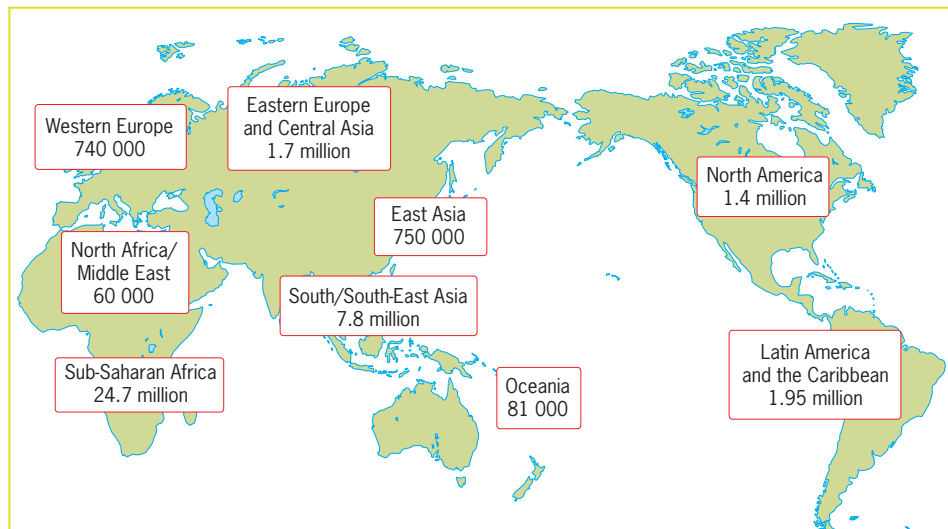 Western Europe
740 000
Eastern Europe
and Central Asia
1.7 million
North America
1.4 million
East Asia
750 000
North Africa/
Middle East
60 000
South/South-East Asia
7.8 million
Sub-Saharan Africa
24.7 million
Oceania
81 000
Latin America
and the Caribbean
1.95 million